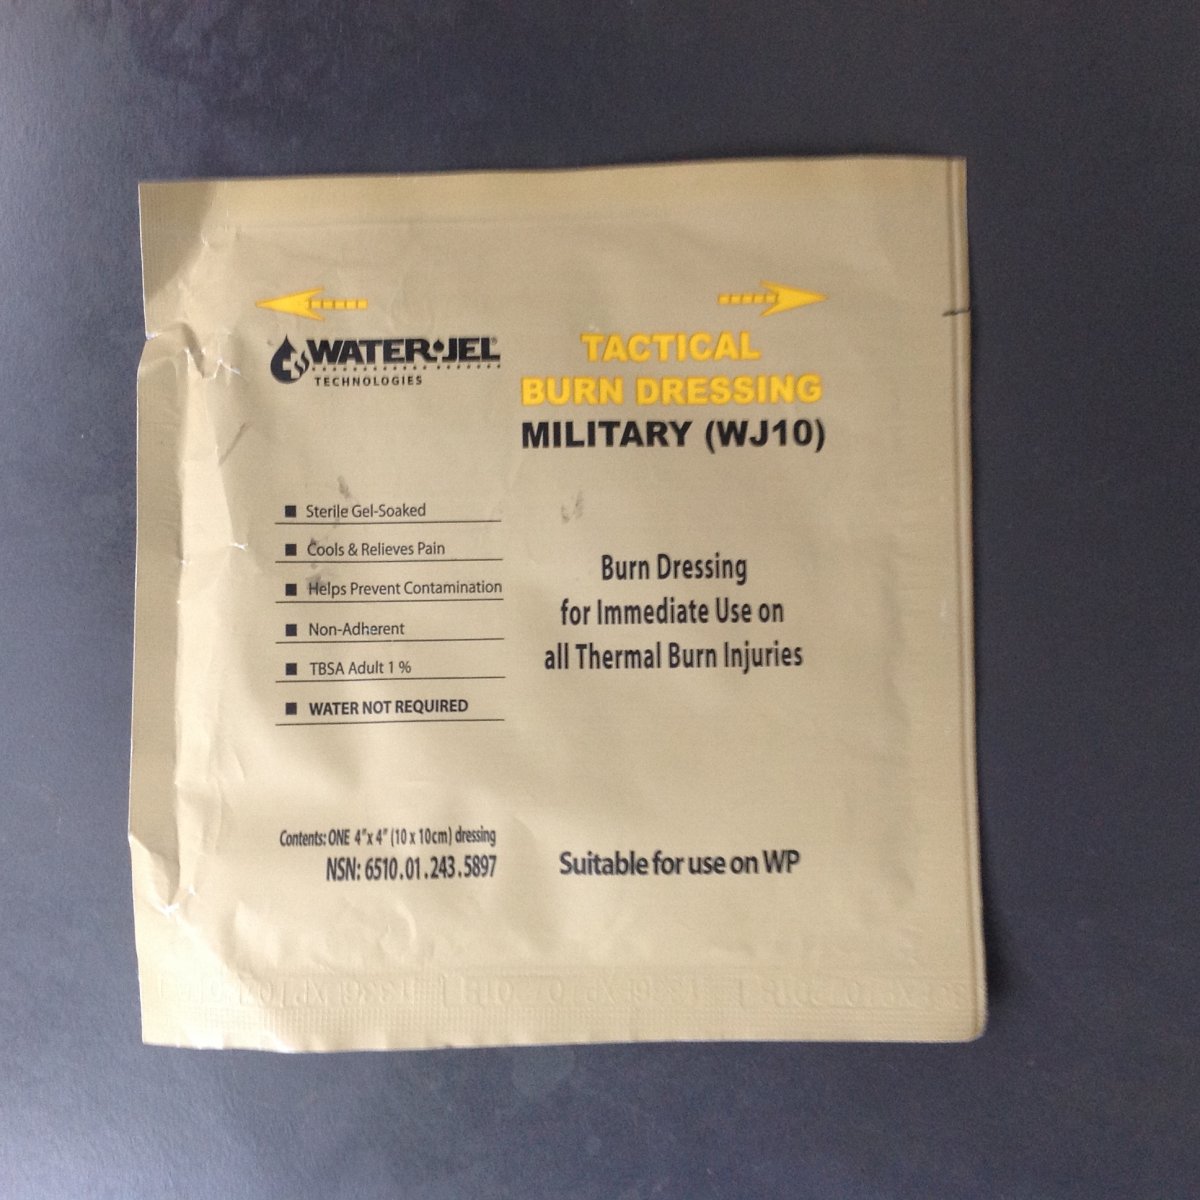 WATER·JEL®
TECHNOLOGIES
TACTICAL
BURN DRESSING
MILITARY (WJ10)
■ Sterile Gel-Soaked
■ Cools & Relieves Pain
■ Helps Prevent Contamination
■ Non-Adherent
■ TBSA Adult 1 %
■ WATER NOT REQUIRED
Burn Dressing
for Immediate Use on
all Thermal Burn Injuries
Contents: ONE 4"x 4" (10 x 10cm) dressing
NSN: 6510.01.243.5897
Suitable for use on WP